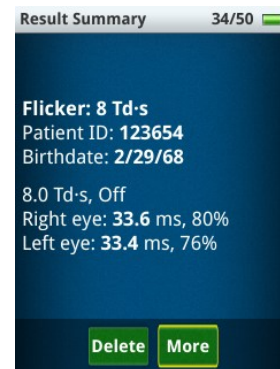 Result Summary 34/50
Flicker: 8 Td·s
Patient ID: 123654
Birthdate: 2/29/68
8.0 Td·s, Off
Right eye: 33.6 ms, 80%
Left eye: 33.4 ms, 76%
Delete More